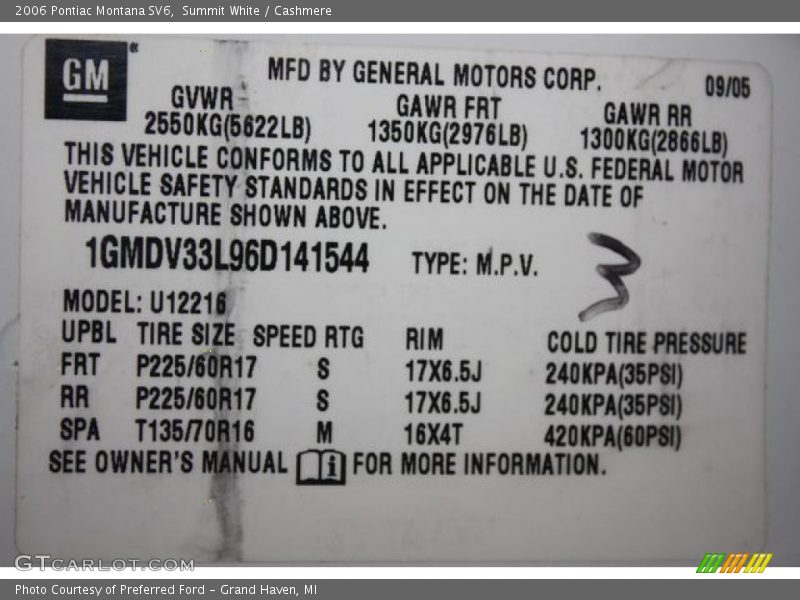 2006 Pontiac Montana SV6, Summit White / Cashmere
GM ®
MFD BY GENERAL MOTORS CORP. 09/05
GVWR GAWR FRT GAWR RR
2550KG(5622LB) 1350KG(2976LB) 1300KG(2866LB)
THIS VEHICLE CONFORMS TO ALL APPLICABLE U.S. FEDERAL MOTOR
VEHICLE SAFETY STANDARDS IN EFFECT ON THE DATE OF
MANUFACTURE SHOWN ABOVE.
1GMDV33L96D141544 TYPE: M.P.V. 3
MODEL: U12216
UPBL TIRE SIZE SPEED RTG RIM COLD TIRE PRESSURE
FRT P225/60R17 S 17X6.5J 240KPA(35PSI)
RR P225/60R17 S 17X6.5J 240KPA(35PSI)
SPA T135/70R16 M 16X4T 420KPA(60PSI)
SEE OWNER'S MANUAL i FOR MORE INFORMATION.
GTCARLOT.COM
Photo Courtesy of Preferred Ford - Grand Haven, MI